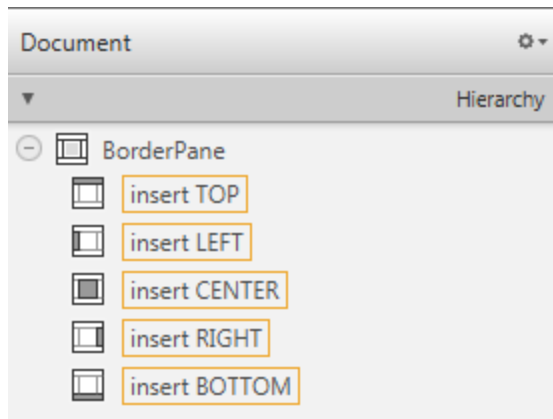 Document
Hierarchy
BorderPane
insert TOP
insert LEFT
insert CENTER
insert RIGHT
insert BOTTOM